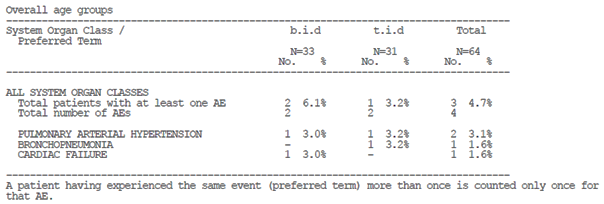 Overall age groups
System Organ Class / b.i.d t.i.d Total
Preferred Term
N=33 N=31 N=64
No. % No. % No. %
ALL SYSTEM ORGAN CLASSES
Total patients with at least one AE 2 6.1% 1 3.2% 3 4.7%
Total number of AEs 2 2 4
PULMONARY ARTERIAL HYPERTENSION 1 3.0% 1 3.2% 2 3.1%
BRONCHOPNEUMONIA - 1 3.2% 1 1.6%
CARDIAC FAILURE 1 3.0% - 1 1.6%
A patient having experienced the same event (preferred term) more than once is counted only once for
that AE.